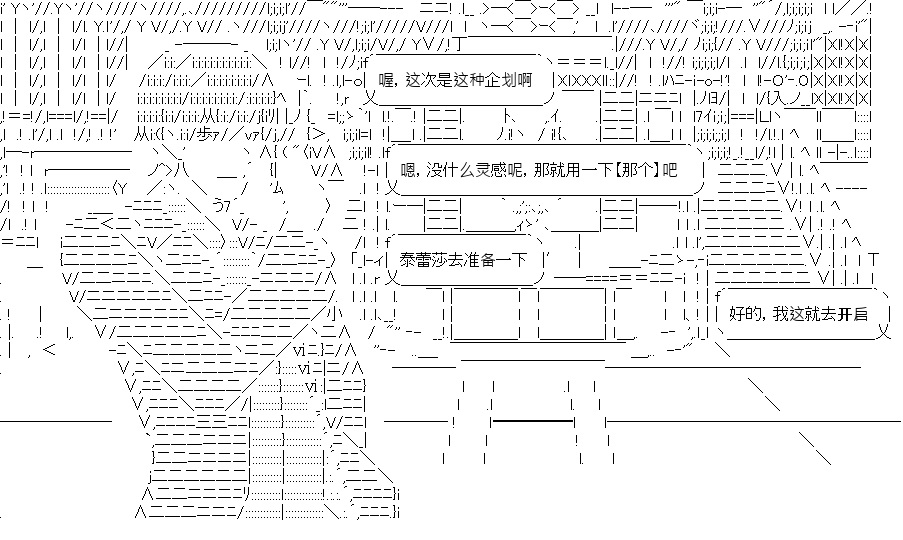 喔，这次是这种企划啊
嗯，没什么灵感呢，那就用一下【那个】吧
泰蕾莎去准备一下
好的，我这就去开启